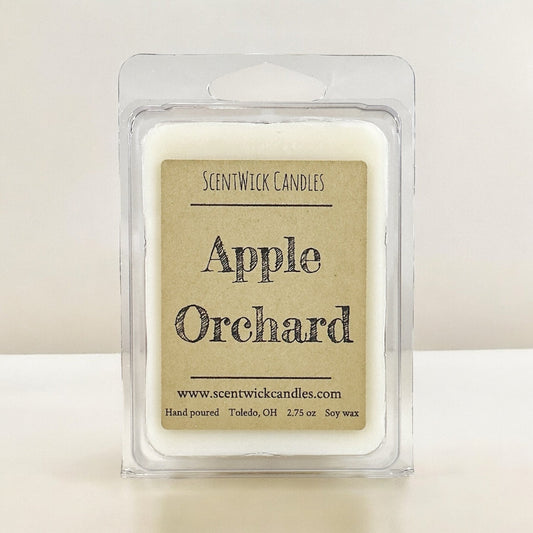 ScentWick Candles
Apple
Orchard
www.scentwickcandles.com
Hand poured Toledo, OH 2.75 oz Soy wax